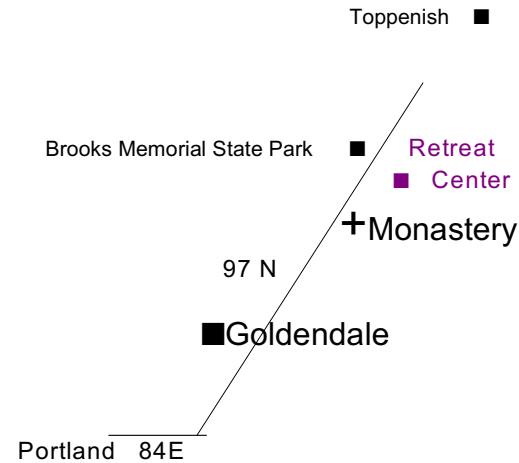 Toppenish
Brooks Memorial State Park
Retreat
Center
Monastery
97 N
Goldendale
Portland 84E